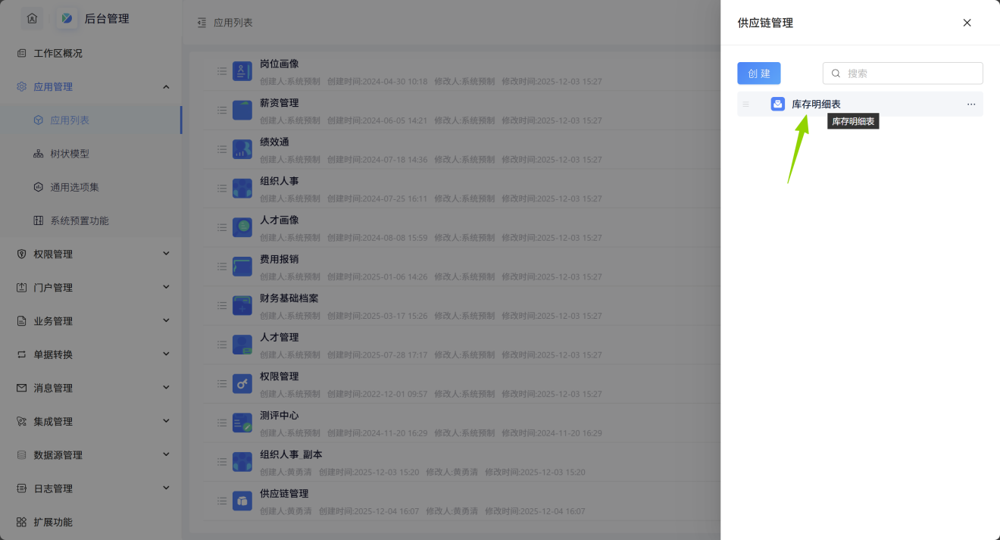 后台管理
工作区概况
应用管理
应用列表
树状模型
通用选项集
系统预置功能
权限管理
门户管理
业务管理
单据转换
消息管理
集成管理
数据源管理
日志管理
扩展功能
应用列表
岗位画像
创建人:系统预制 创建时间:2024-04-30 10:18 修改人:系统预制 修改时间:2025-12-03 15:27
薪资管理
创建人:系统预制 创建时间:2024-06-05 14:21 修改人:系统预制 修改时间:2025-12-03 15:27
绩效通
创建人:系统预制 创建时间:2024-07-18 14:36 修改人:系统预制 修改时间:2025-12-03 15:27
组织人事
创建人:系统预制 创建时间:2024-07-25 16:11 修改人:系统预制 修改时间:2025-12-03 15:27
人才画像
创建人:系统预制 创建时间:2024-08-08 15:59 修改人:系统预制 修改时间:2025-12-03 15:27
费用报销
创建人:系统预制 创建时间:2025-01-06 14:26 修改人:系统预制 修改时间:2025-12-03 15:27
财务基础档案
创建人:系统预制 创建时间:2025-03-17 15:26 修改人:系统预制 修改时间:2025-12-03 15:27
人才管理
创建人:系统预制 创建时间:2025-07-28 17:17 修改人:系统预制 修改时间:2025-12-03 15:27
权限管理
创建人:系统预制 创建时间:2022-12-01 09:57 修改人:系统预制 修改时间:2025-12-03 15:27
测评中心
创建人:系统预制 创建时间:2024-11-20 16:29 修改人:系统预制 修改时间:2024-11-20 16:29
组织人事_副本
创建人:黄勇清 创建时间:2025-12-03 15:20 修改人:黄勇清 修改时间:2025-12-03 15:20
供应链管理
创建人:黄勇清 创建时间:2025-12-04 16:07 修改人:黄勇清 修改时间:2025-12-04 16:07
供应链管理
创建 搜索
库存明细表
库存明细表